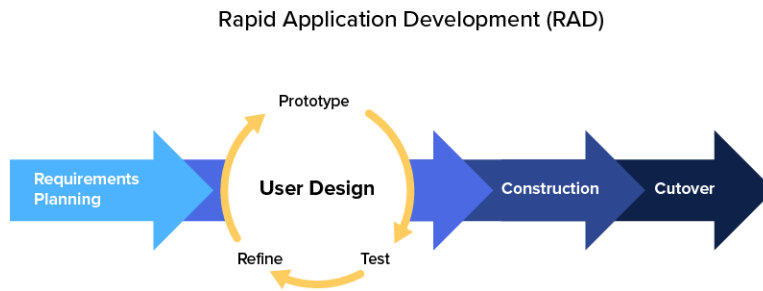 Rapid Application Development (RAD)
Prototype
Requirements
Planning
User Design
Construction
Cutover
Refine
Test